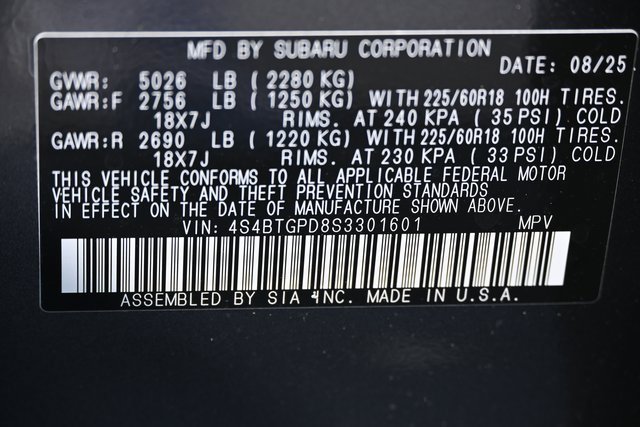 MFD BY SUBARU CORPORATION
DATE: 08/25
GVWR: 5026 LB (2280 KG)
GAWR:F 2756 LB (1250 KG) WITH 225/60R18 100H TIRES.
18X7J RIMS. AT 240 KPA (35 PSI) COLD
GAWR:R 2690 LB (1220 KG) WITH 225/60R18 100H TIRES.
18X7J RIMS. AT 230 KPA (33 PSI) COLD
THIS VEHICLE CONFORMS TO ALL APPLICABLE FEDERAL MOTOR
VEHICLE SAFETY AND THEFT PREVENTION STANDARDS
IN EFFECT ON THE DATE OF MANUFACTURE SHOWN ABOVE.
VIN: 4S4BTGPD8S3301601 MPV
ASSEMBLED BY SIA INC. MADE IN U.S.A.